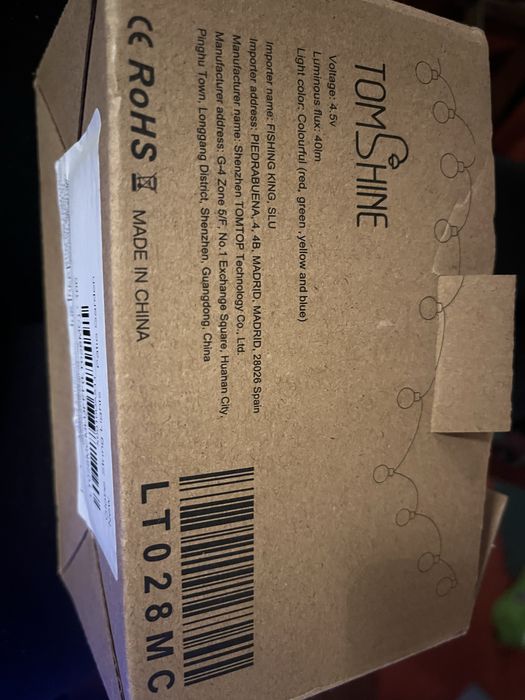 TOMSHINE
Voltage: 4.5v
Luminous flux: 40lm
Light color: Colourful (red, green ,yellow and blue)
Importer name: FISHING KING, SLU
Importer address: PIEDRABUENA, 4, 4B, MADRID, MADRID, 28026 Spain
Manufacturer name: Shenzhen TOMTOP Technology Co., Ltd.
Manufacturer address: G-4 Zone 5/F, No.1 Exchange Square, Huahan City,
Pinghu Town, Longgang District, Shenzhen, Guangdong, China
CE RoHS MADE IN CHINA
LT028MC